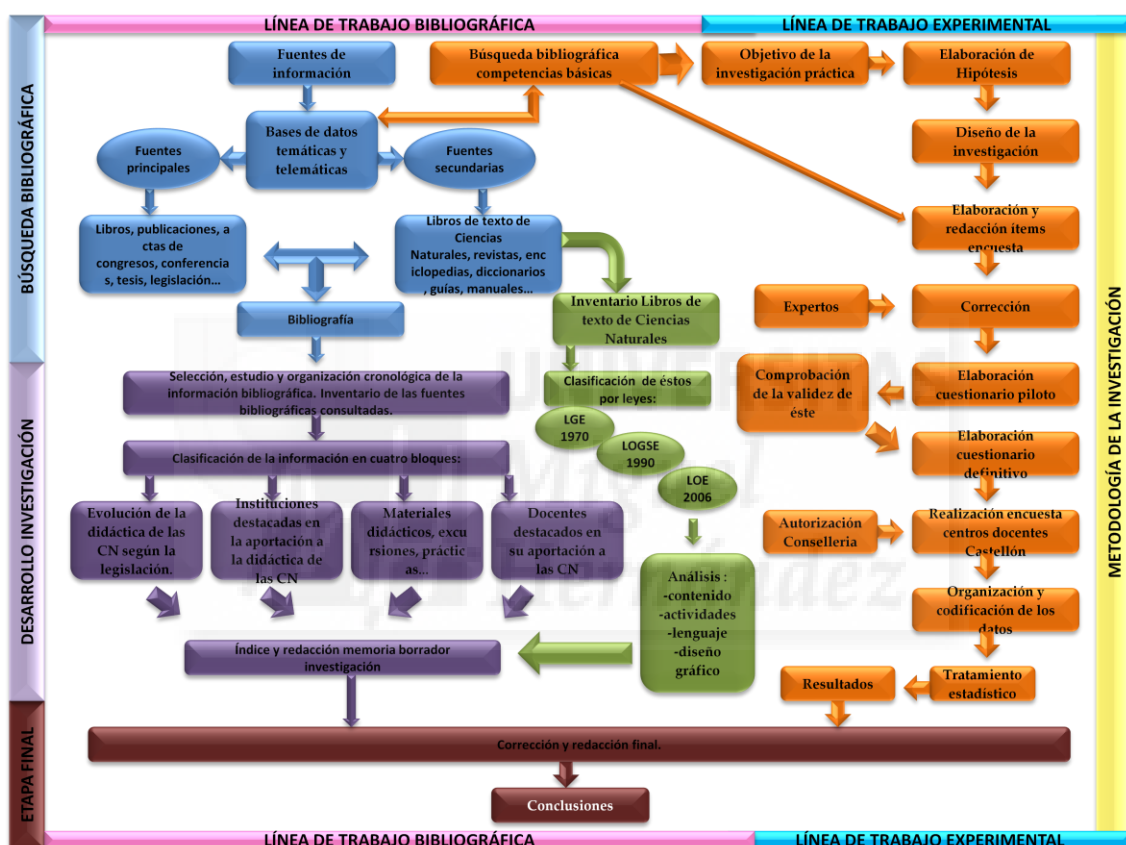 LÍNEA DE TRABAJO BIBLIOGRÁFICA
LÍNEA DE TRABAJO EXPERIMENTAL
BÚSQUEDA BIBLIOGRÁFICA
DESARROLLO INVESTIGACIÓN
ETAPA FINAL
METODOLOGÍA DE LA INVESTIGACIÓN
Fuentes de
información
Bases de datos
temáticas y
telemáticas
Fuentes
principales
Fuentes
secundarias
Libros, publicaciones, a
ctas de
congresos, conferencia
s, tesis, legislación...
Libros de texto de
Ciencias
Naturales, revistas, enc
iclopedias, diccionarios
, guías, manuales...
Bibliografía
Selección, estudio y organización cronológica de la
información bibliográfica. Inventario de las fuentes
bibliográficas consultadas.
Clasificación de la información en cuatro bloques:
Evolución de la
didáctica de las
CN según la
legislación.
Instituciones
destacadas en
la aportación a
la didáctica de
las CN
Materiales
didácticos, excu
rsiones, práctic
as...
Docentes
destacados en
su aportación a
las CN
Índice y redacción memoria borrador
investigación
Inventario Libros de
texto de Ciencias
Naturales
Clasificación de éstos
por leyes:
LGE
1970
LOGSE
1990
LOE
2006
Análisis :
-contenido
-actividades
-lenguaje
-diseño
gráfico
Búsqueda bibliográfica
competencias básicas
Objetivo de la
investigación práctica
Elaboración de
Hipótesis
Diseño de la
investigación
Elaboración y
redacción ítems
encuesta
Expertos
Corrección
Elaboración
cuestionario piloto
Comprobación
de la validez de
éste
Elaboración
cuestionario
definitivo
Autorización
Conselleria
Realización encuesta
centros docentes
Castellón
Organización y
codificación de los
datos
Tratamiento
estadístico
Resultados
Corrección y redacción final.
Conclusiones
LÍNEA DE TRABAJO BIBLIOGRÁFICA
LÍNEA DE TRABAJO EXPERIMENTAL
UNIVERSITAS
Miguel
Hernández